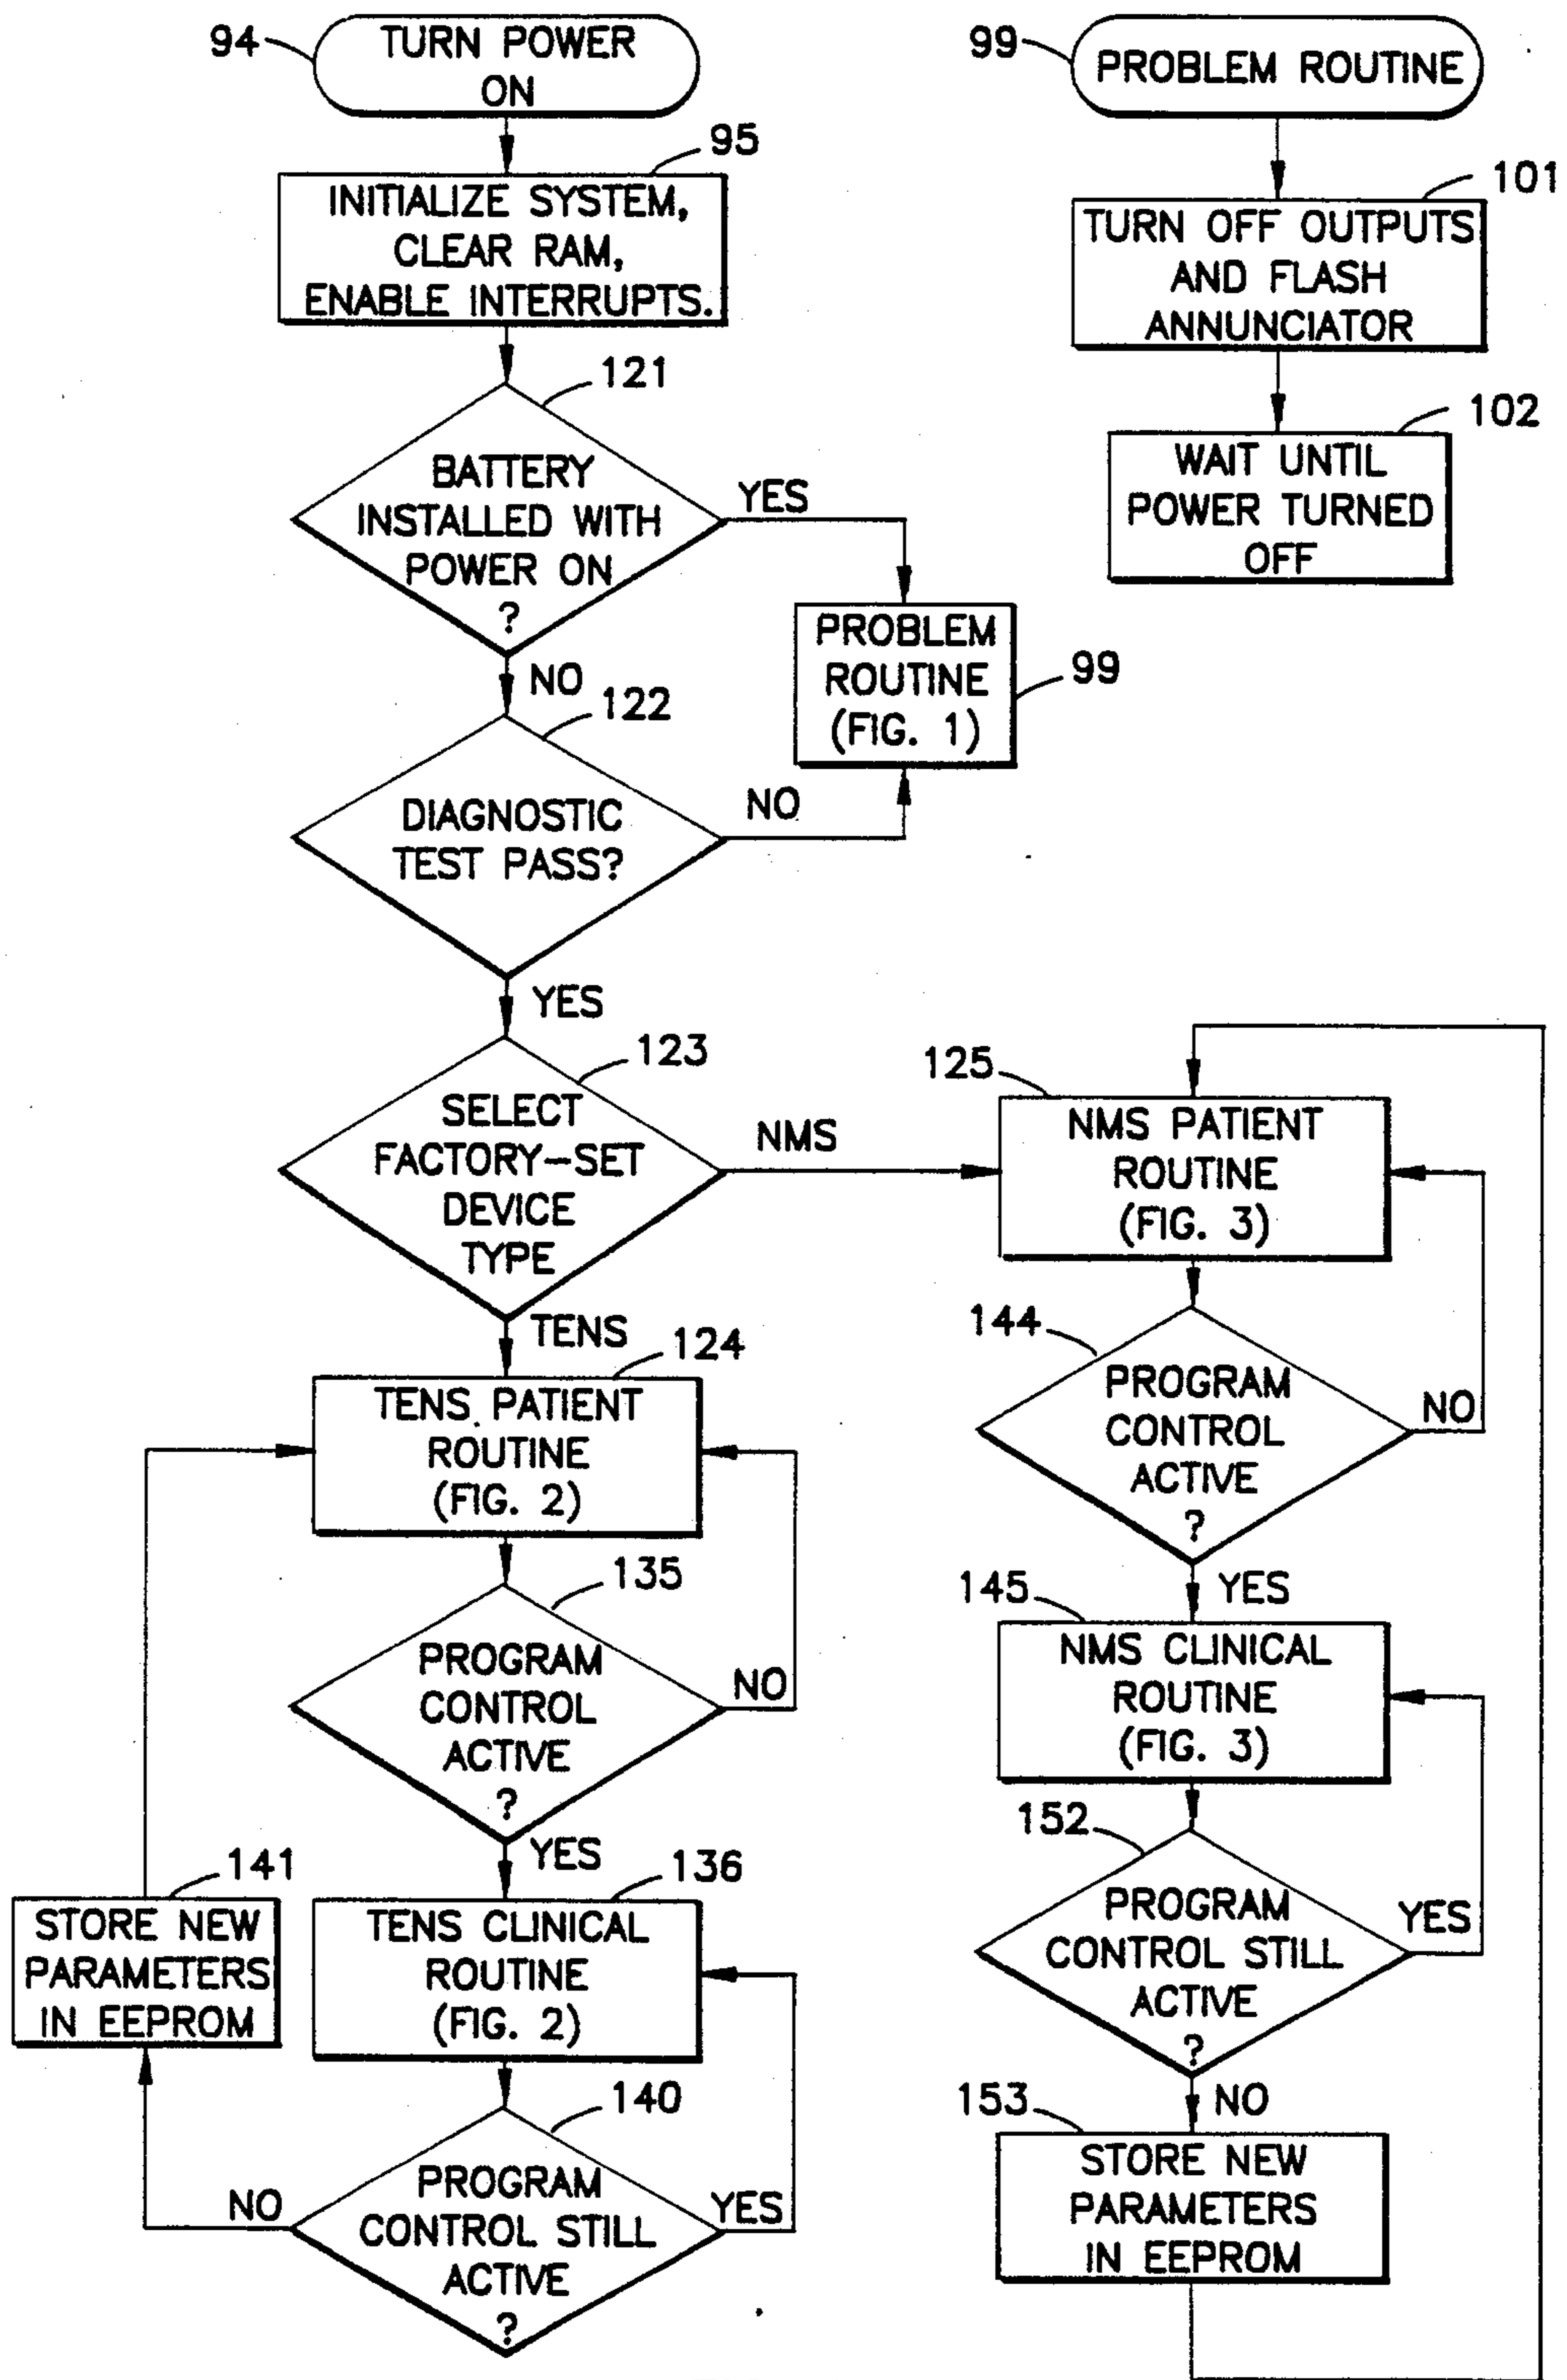 94
TURN POWER
ON
95
INITIALIZE SYSTEM,
CLEAR RAM,
ENABLE INTERRUPTS.
121
BATTERY
INSTALLED WITH
POWER ON
?
YES
NO
PROBLEM
ROUTINE
(FIG. 1)
99
122
DIAGNOSTIC
TEST PASS?
NO
YES
123
SELECT
FACTORY-SET
DEVICE
TYPE
NMS
TENS
124
TENS PATIENT
ROUTINE
(FIG. 2)
135
PROGRAM
CONTROL
ACTIVE
?
NO
YES
136
TENS CLINICAL
ROUTINE
(FIG. 2)
140
PROGRAM
CONTROL STILL
ACTIVE
?
YES
NO
141
STORE NEW
PARAMETERS
IN EEPROM
99
PROBLEM ROUTINE
101
TURN OFF OUTPUTS
AND FLASH
ANNUNCIATOR
102
WAIT UNTIL
POWER TURNED
OFF
125
NMS PATIENT
ROUTINE
(FIG. 3)
144
PROGRAM
CONTROL
ACTIVE
?
NO
YES
145
NMS CLINICAL
ROUTINE
(FIG. 3)
152
PROGRAM
CONTROL STILL
ACTIVE
?
YES
NO
153
STORE NEW
PARAMETERS
IN EEPROM